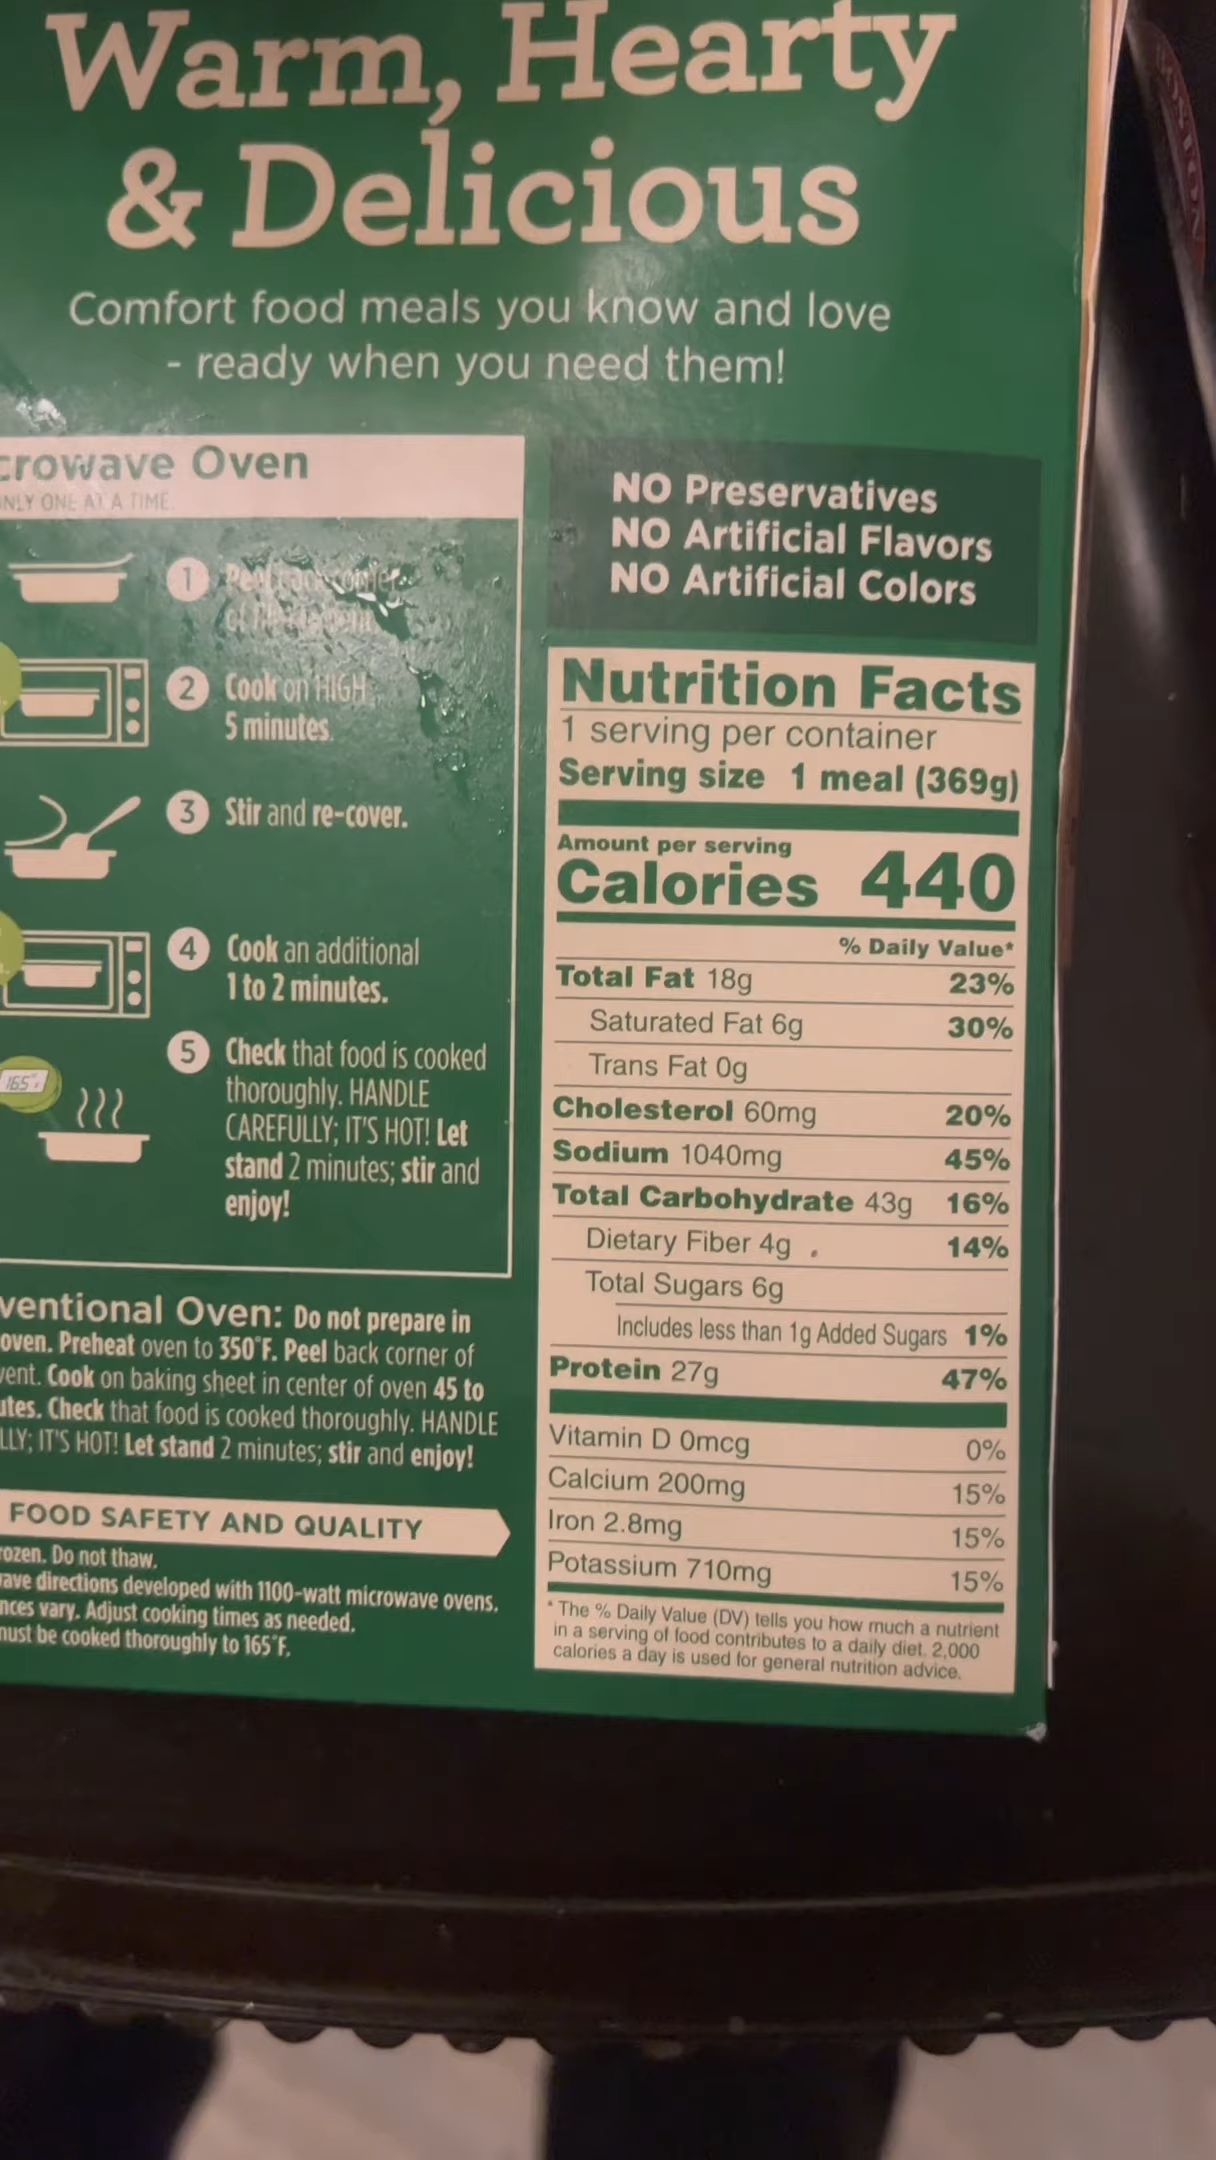 Warm, Hearty
& Delicious
Comfort food meals you know and love
- ready when you need them!
crowave Oven
ONLY ONE AT A TIME.
1 Peel back corner
of
2 Cook on HIGH
5 minutes.
3 Stir and re-cover.
4 Cook an additional
1 to 2 minutes.
165°
5 Check that food is cooked
thoroughly. HANDLE
CAREFULLY; IT'S HOT! Let
stand 2 minutes; stir and
enjoy!
ventional Oven: Do not prepare in
oven. Preheat oven to 350°F. Peel back corner of
vent. Cook on baking sheet in center of oven 45 to
utes. Check that food is cooked thoroughly. HANDLE
LLY; IT'S HOT! Let stand 2 minutes; stir and enjoy!
FOOD SAFETY AND QUALITY
rozen. Do not thaw.
ave directions developed with 1100-watt microwave ovens.
nces vary. Adjust cooking times as needed.
must be cooked thoroughly to 165°F.
NO Preservatives
NO Artificial Flavors
NO Artificial Colors
Nutrition Facts
1 serving per container
Serving size 1 meal (369g)
Amount per serving
Calories 440
% Daily Value*
Total Fat 18g 23%
Saturated Fat 6g 30%
Trans Fat 0g
Cholesterol 60mg 20%
Sodium 1040mg 45%
Total Carbohydrate 43g 16%
Dietary Fiber 4g 14%
Total Sugars 6g
Includes less than 1g Added Sugars 1%
Protein 27g 47%
Vitamin D 0mcg 0%
Calcium 200mg 15%
Iron 2.8mg 15%
Potassium 710mg 15%
* The % Daily Value (DV) tells you how much a nutrient
in a serving of food contributes to a daily diet. 2,000
calories a day is used for general nutrition advice.